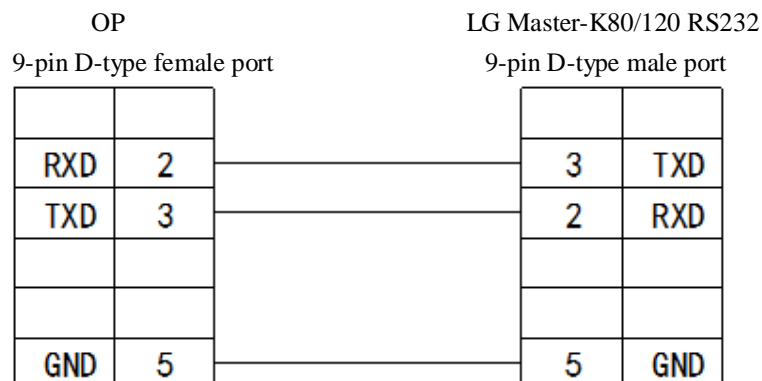 OP LG Master-K80/120 RS232
9-pin D-type female port 9-pin D-type male port
RXD 2 3 TXD
TXD 3 2 RXD
GND 5 5 GND